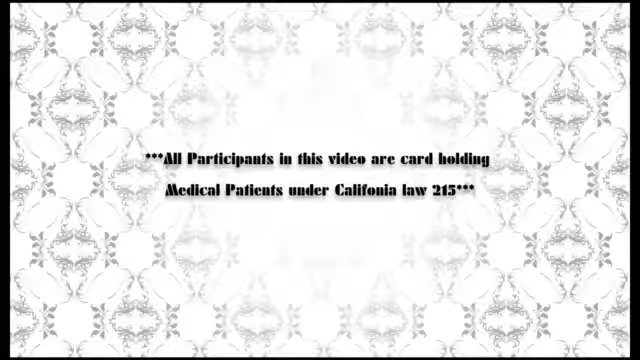 ***All Participants in this video are card holding
Medical Patients under Califonia law 215***